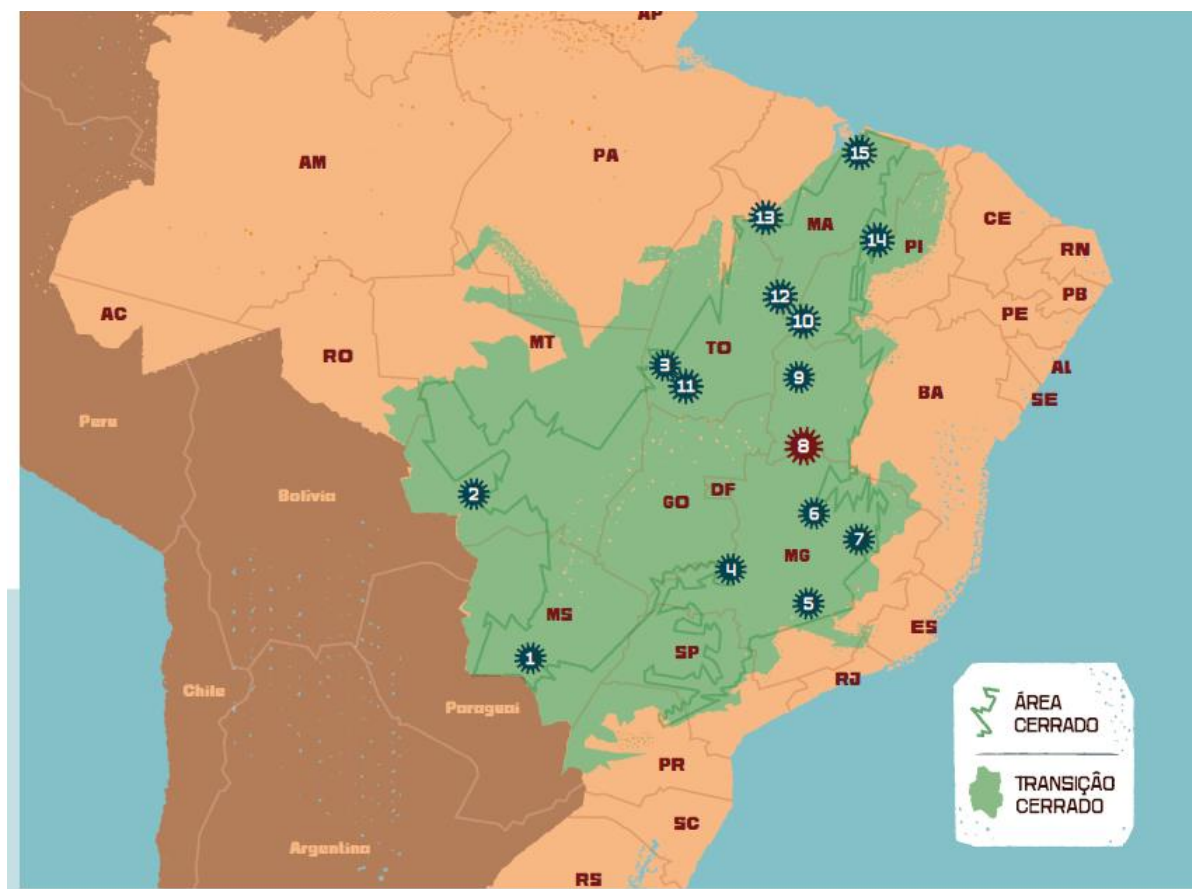 AP
AM
PA
15
13
MA
14
PI
CE
RN
PB
PE
AL
SE
12
10
AC
RO
MT
TO
3
11
9
BA
Peru
8
Bolívia
2
GO
DF
6
7
MG
4
5
MS
ES
1
SP
RJ
Chile
Paraguai
PR
SC
Argentina
RS
ÁREA
CERRADO
TRANSIÇÃO
CERRADO